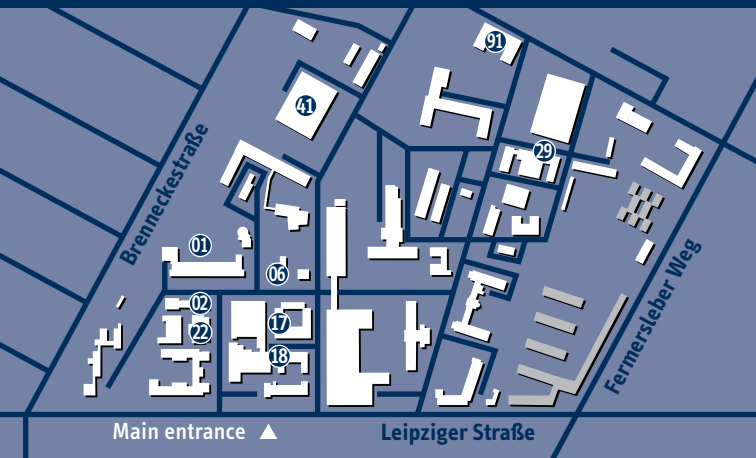 91
41
29
Brenneckestraße
01
06
Fermersleber Weg
02
17
22
18
Main entrance
Leipziger Straße